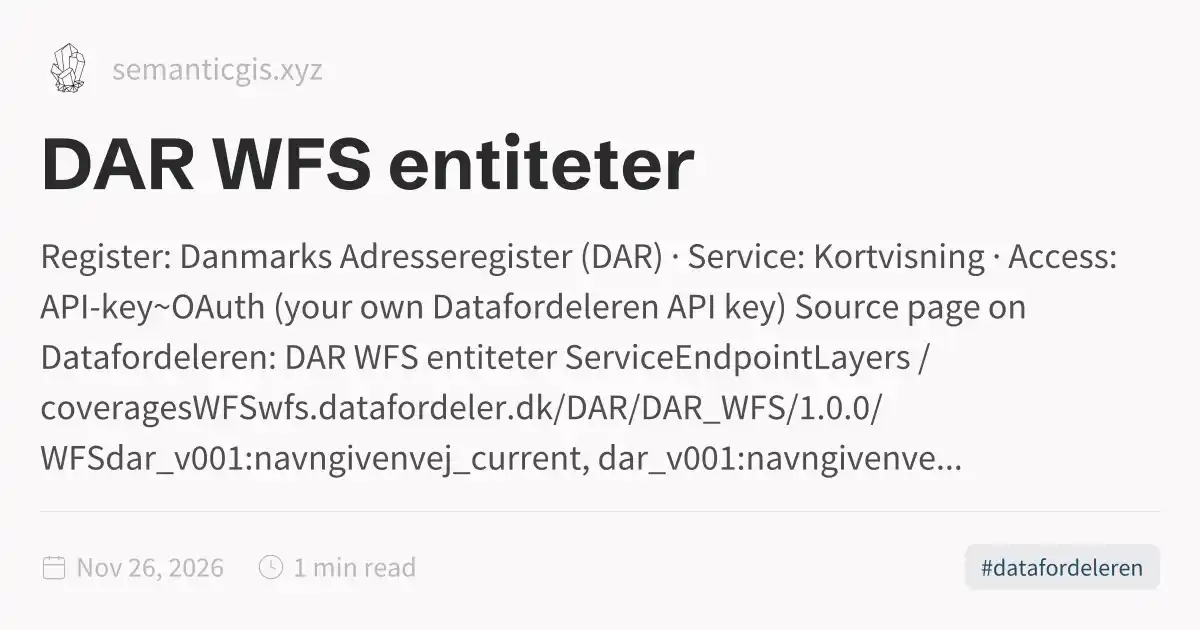 semanticgis.xyz
DAR WFS entiteter
Register: Danmarks Adresseregister (DAR) · Service: Kortvisning · Access:
API-key~OAuth (your own Datafordeleren API key) Source page on
Datafordeleren: DAR WFS entiteter ServiceEndpointLayers /
coveragesWFSwfs.datafordeler.dk/DAR/DAR_WFS/1.0.0/
WFSdar_v001:navngivenvej_current, dar_v001:navngivenve...
Nov 26, 2026 1 min read #datafordeleren